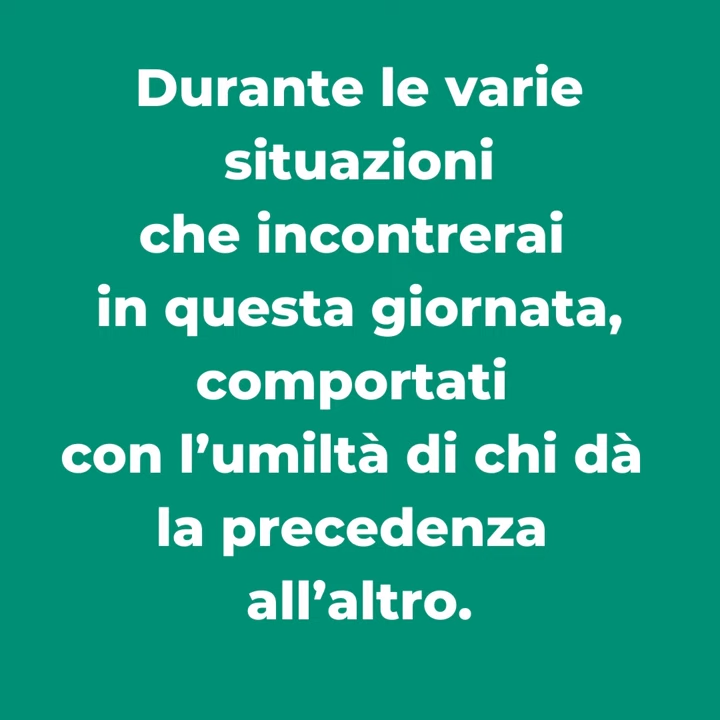 Durante le varie
situazioni
che incontrerai
in questa giornata,
comportati
con l’umiltà di chi dà
la precedenza
all’altro.